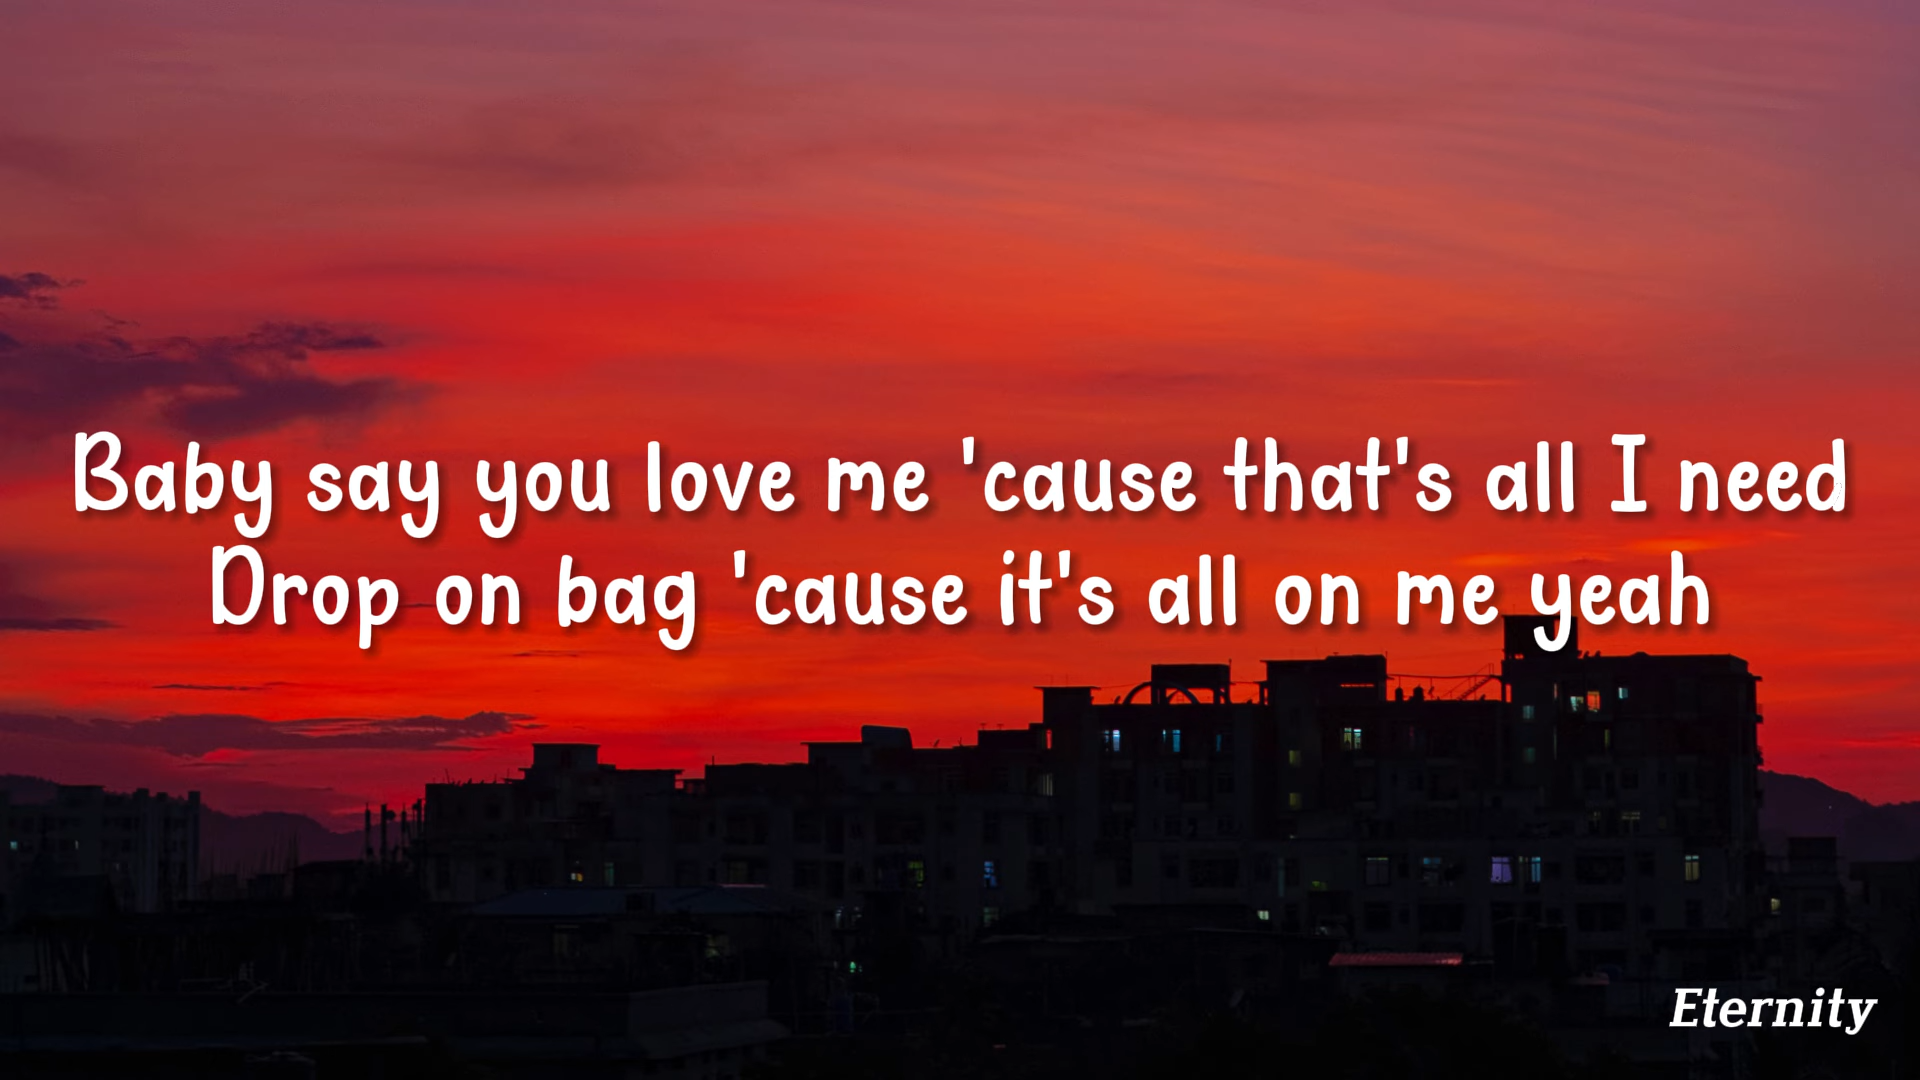 Baby say you love me 'cause that's all I need
Drop on bag 'cause it's all on me yeah
Eternity